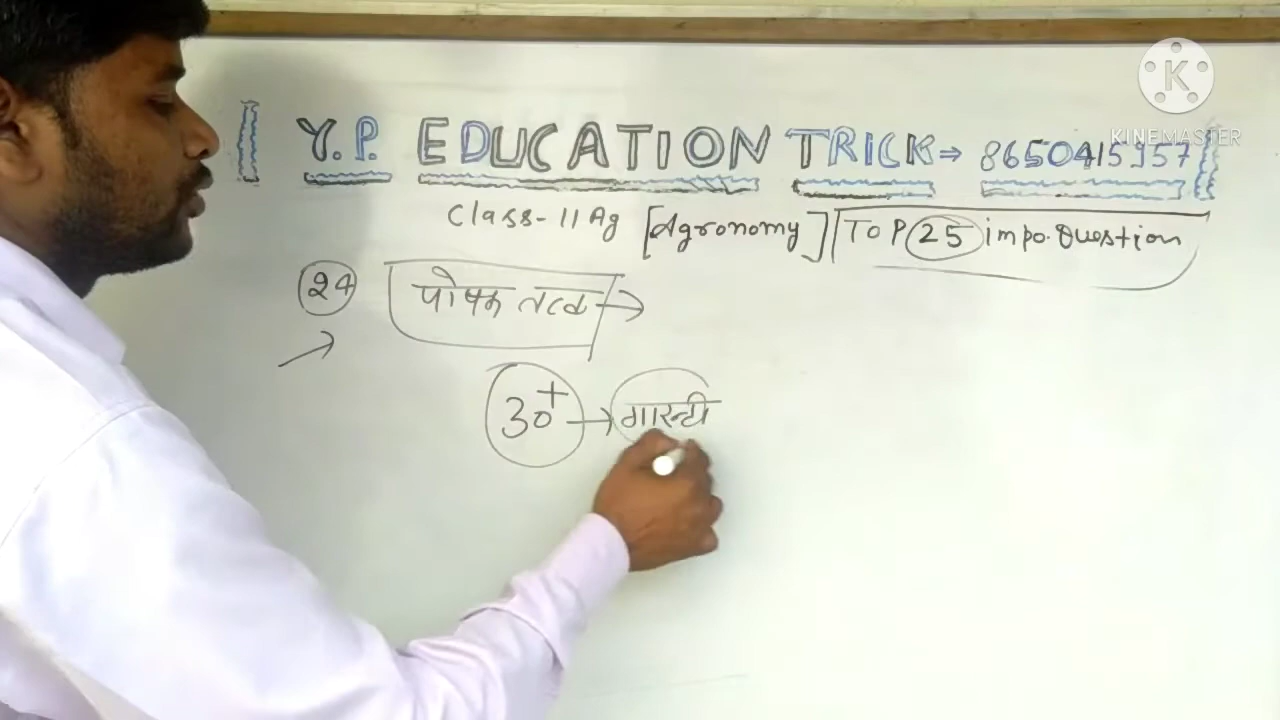 Y.P. EDUCATION TRICK ⇒ 8650415957
Class-11 Ag [Agronomy] TOP 25 impo. Question
KINEMASTER
24 पोषक तत्व →
30+ → गारन्टी